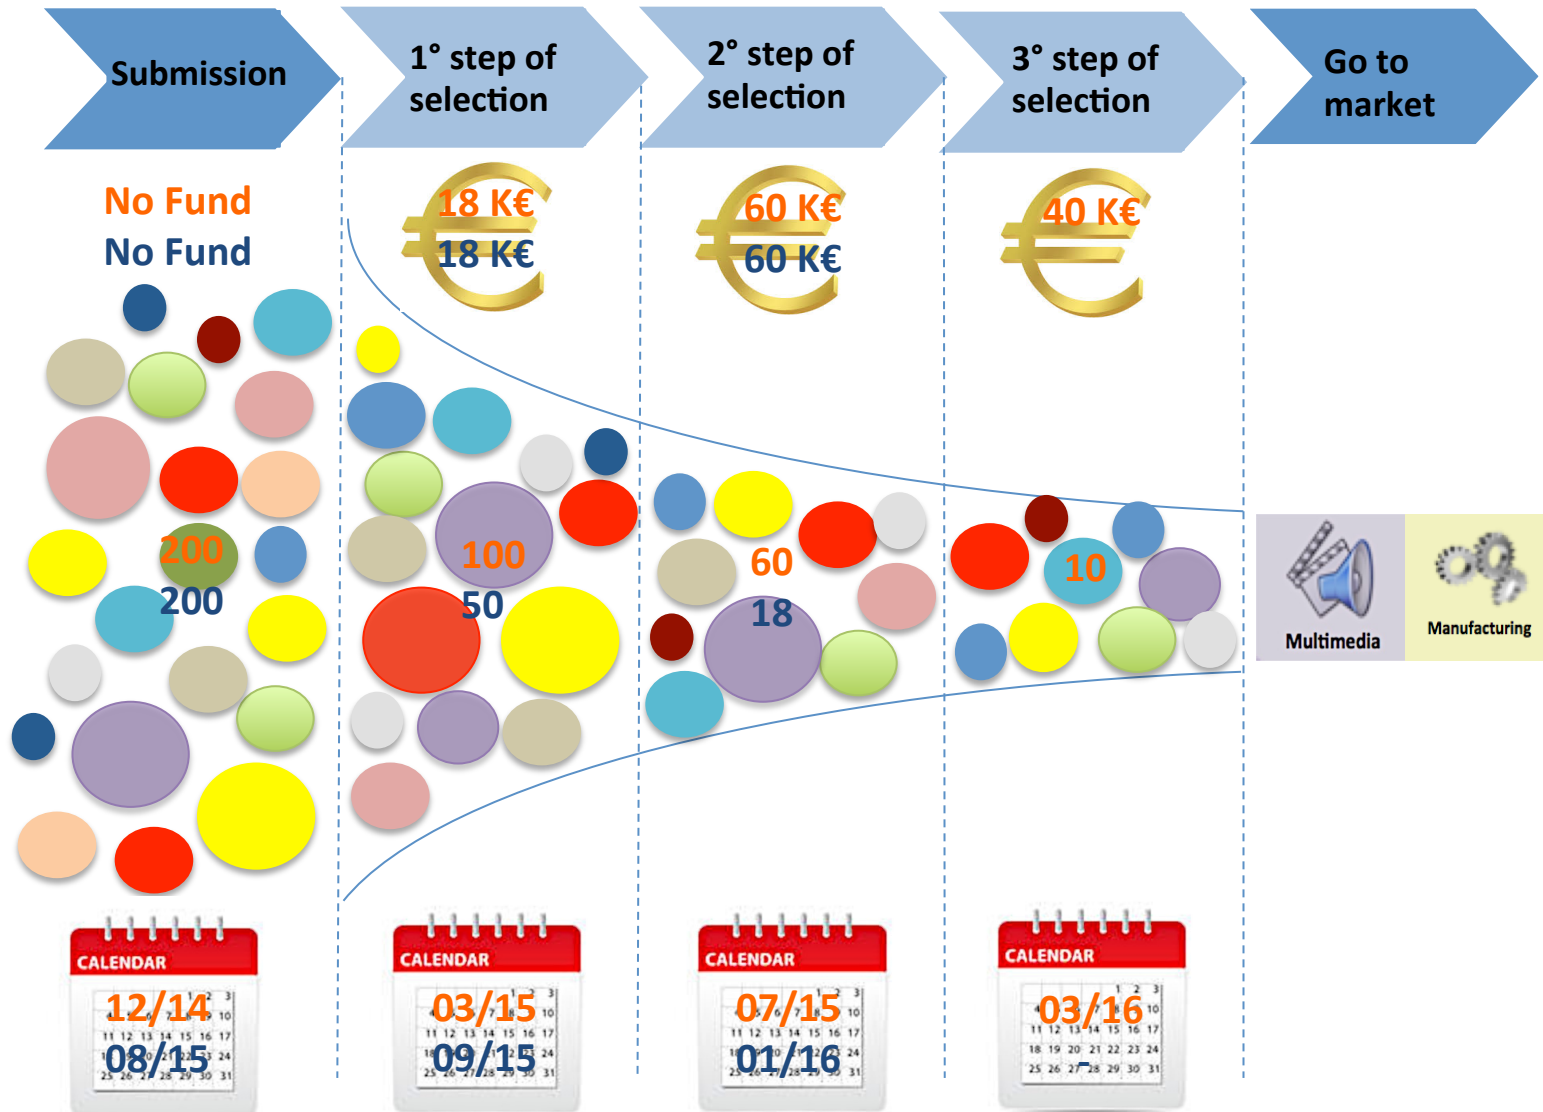 Submission
1° step of
selection
2° step of
selection
3° step of
selection
Go to
market
No Fund
No Fund
18 K€
18 K€
60 K€
60 K€
40 K€
200
200
100
50
60
18
10
Multimedia
Manufacturing
CALENDAR
12/14
08/15
CALENDAR
03/15
09/15
CALENDAR
07/15
01/16
CALENDAR
03/16
-